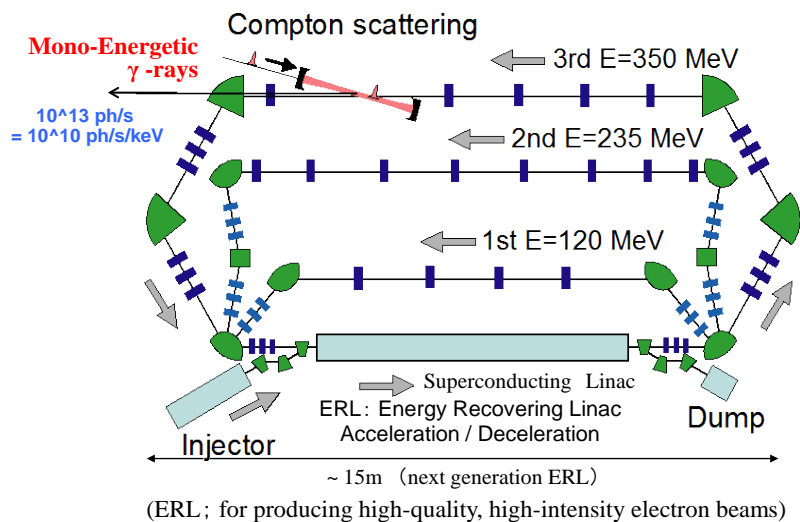 Compton scattering
Mono-Energetic
γ -rays
10^13 ph/s
= 10^10 ph/s/keV
3rd E=350 MeV
2nd E=235 MeV
1st E=120 MeV
Superconducting Linac
ERL: Energy Recovering Linac
Acceleration / Deceleration
Injector
Dump
~ 15m （next generation ERL）
(ERL; for producing high-quality, high-intensity electron beams)